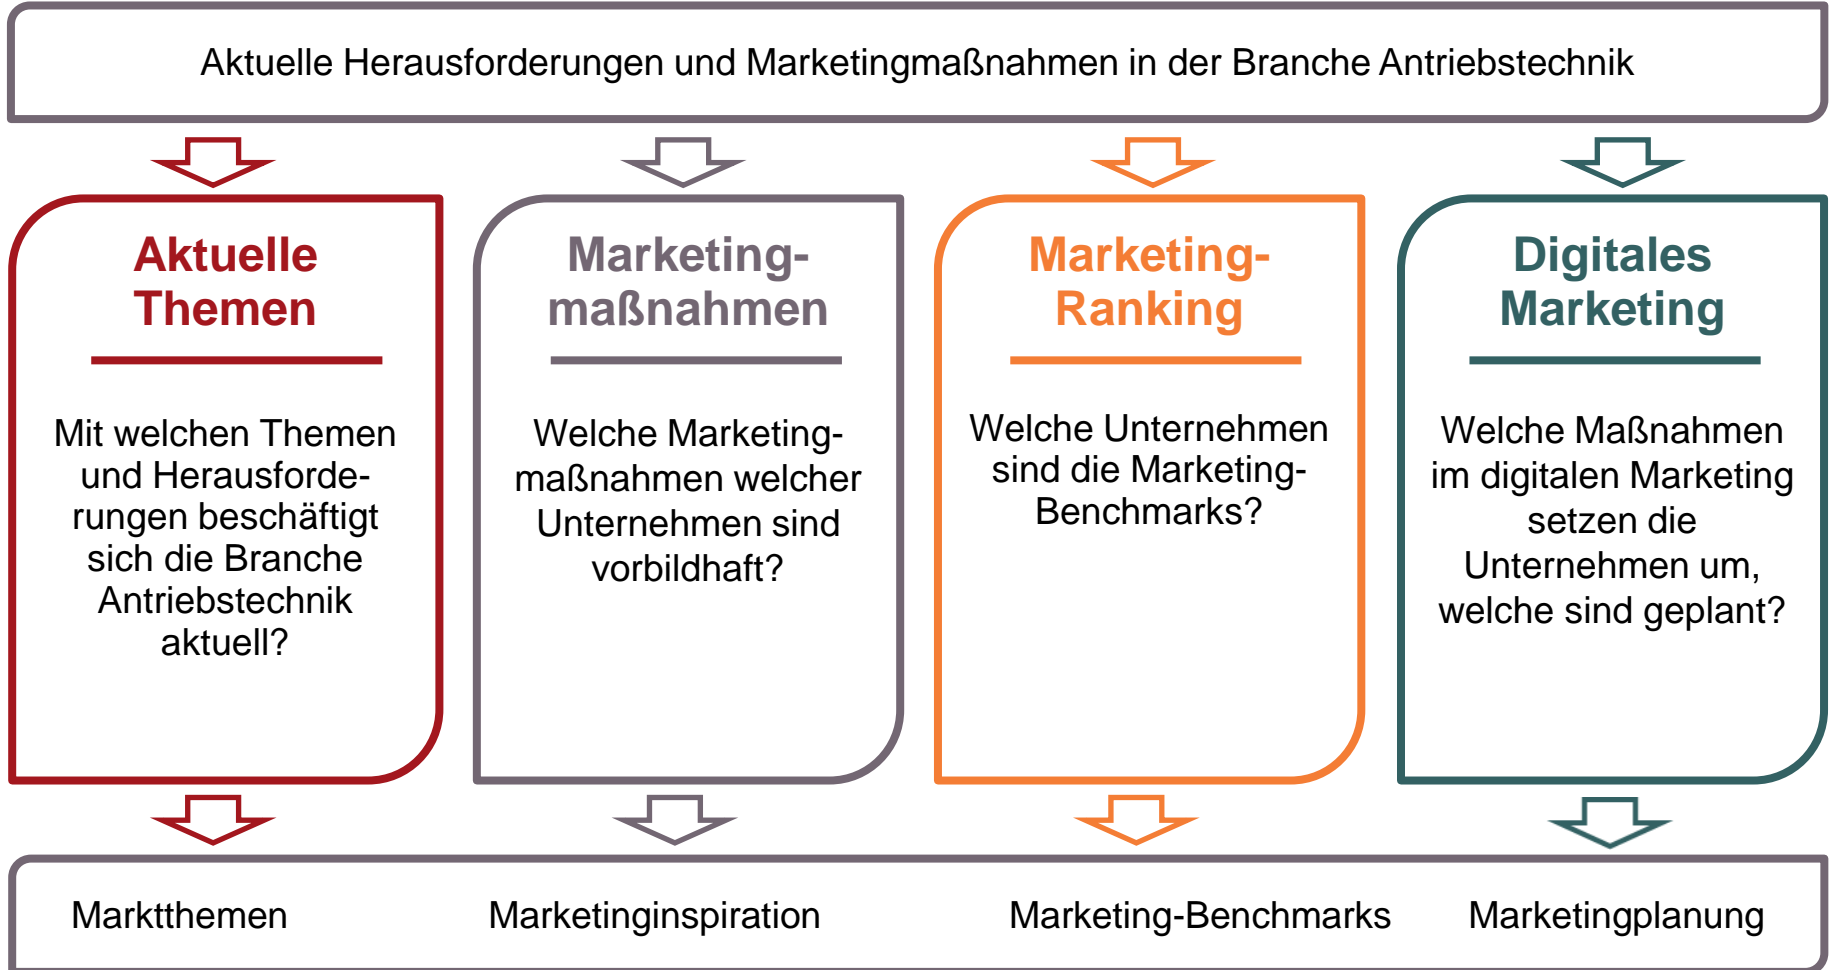 Aktuelle Herausforderungen und Marketingmaßnahmen in der Branche Antriebstechnik
Aktuelle
Themen
Mit welchen Themen
und Herausforde-
rungen beschäftigt
sich die Branche
Antriebstechnik
aktuell?
Marketing-
maßnahmen
Welche Marketing-
maßnahmen welcher
Unternehmen sind
vorbildhaft?
Marketing-
Ranking
Welche Unternehmen
sind die Marketing-
Benchmarks?
Digitales
Marketing
Welche Maßnahmen
im digitalen Marketing
setzen die
Unternehmen um,
welche sind geplant?
Marktthemen
Marketinginspiration
Marketing-Benchmarks
Marketingplanung